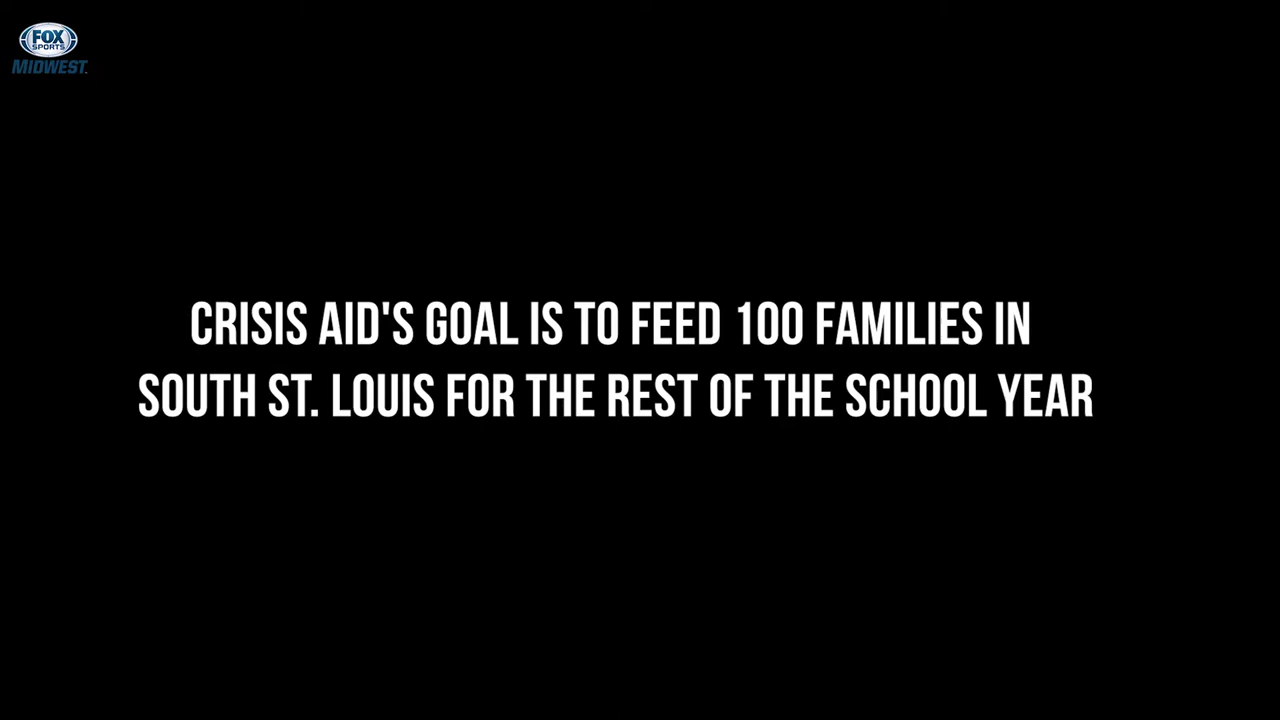 FOX
SPORTS
MIDWEST
CRISIS AID'S GOAL IS TO FEED 100 FAMILIES IN
SOUTH ST. LOUIS FOR THE REST OF THE SCHOOL YEAR